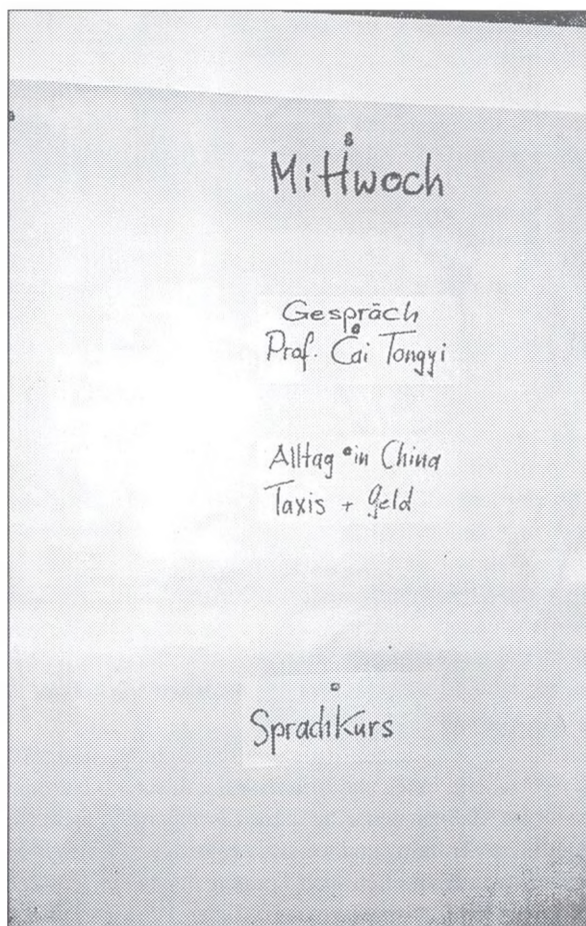 Mittwoch
Gespräch
Prof. Cai Tongyi
Alltag in China
Taxis + Geld
Sprachkurs